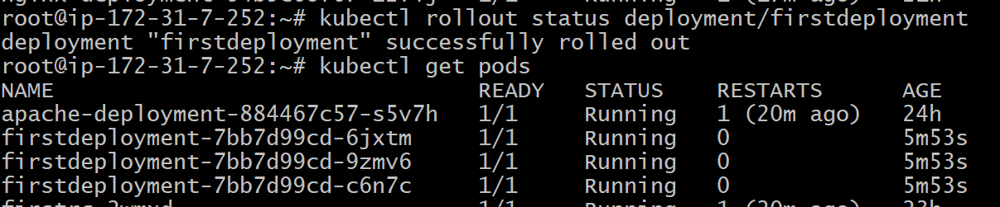 root@ip-172-31-7-252:~# kubectl rollout status deployment/firstdeployment
deployment "firstdeployment" successfully rolled out
root@ip-172-31-7-252:~# kubectl get pods
NAME READY STATUS RESTARTS AGE
apache-deployment-884467c57-s5v7h 1/1 Running 1 (20m ago) 24h
firstdeployment-7bb7d99cd-6jxtm 1/1 Running 0 5m53s
firstdeployment-7bb7d99cd-9zmv6 1/1 Running 0 5m53s
firstdeployment-7bb7d99cd-c6n7c 1/1 Running 0 5m53s